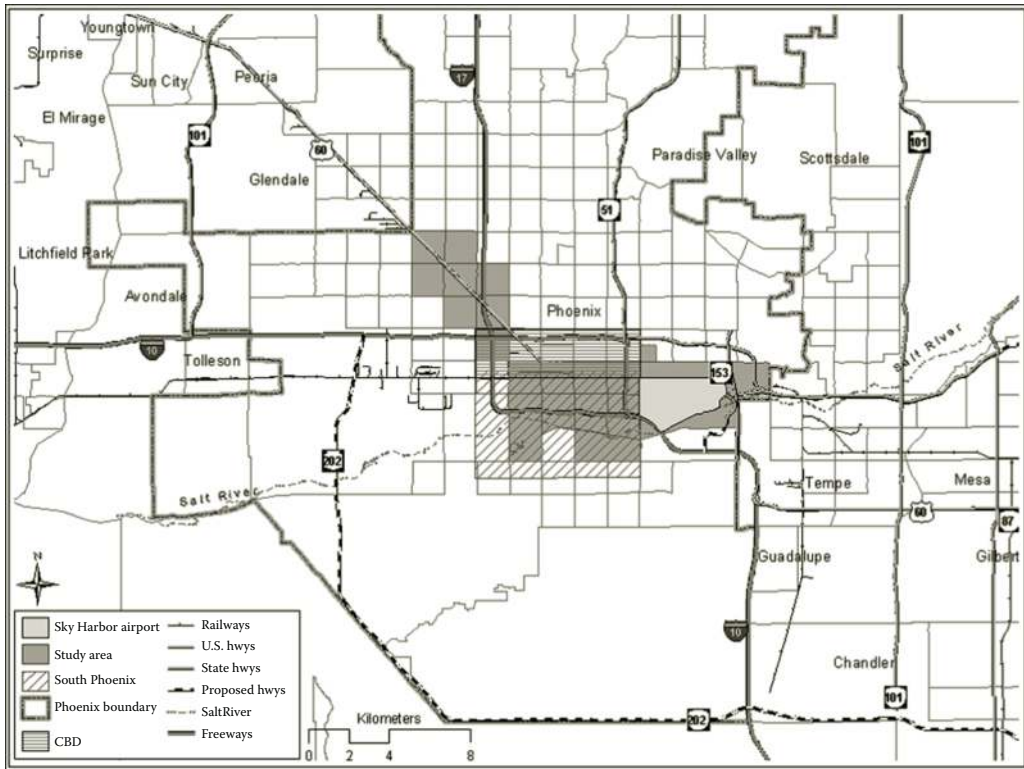 Youngtown
Surprise
Sun City
Peoria
17
El Mirage
101
60
101
Paradise Valley
Scottsdale
Glendale
51
Litchfield Park
Avondale
Phoenix
10
Tolleson
Salt River
153
202
Salt River
Tempe
Mesa
60
87
N
Guadalupe
Gilbert
10
Chandler
101
202
Sky Harbor airport
Study area
South Phoenix
Phoenix boundary
CBD
Railways
U.S. hwys
State hwys
Proposed hwys
SaltRiver
Freeways
Kilometers
0 2 4 8